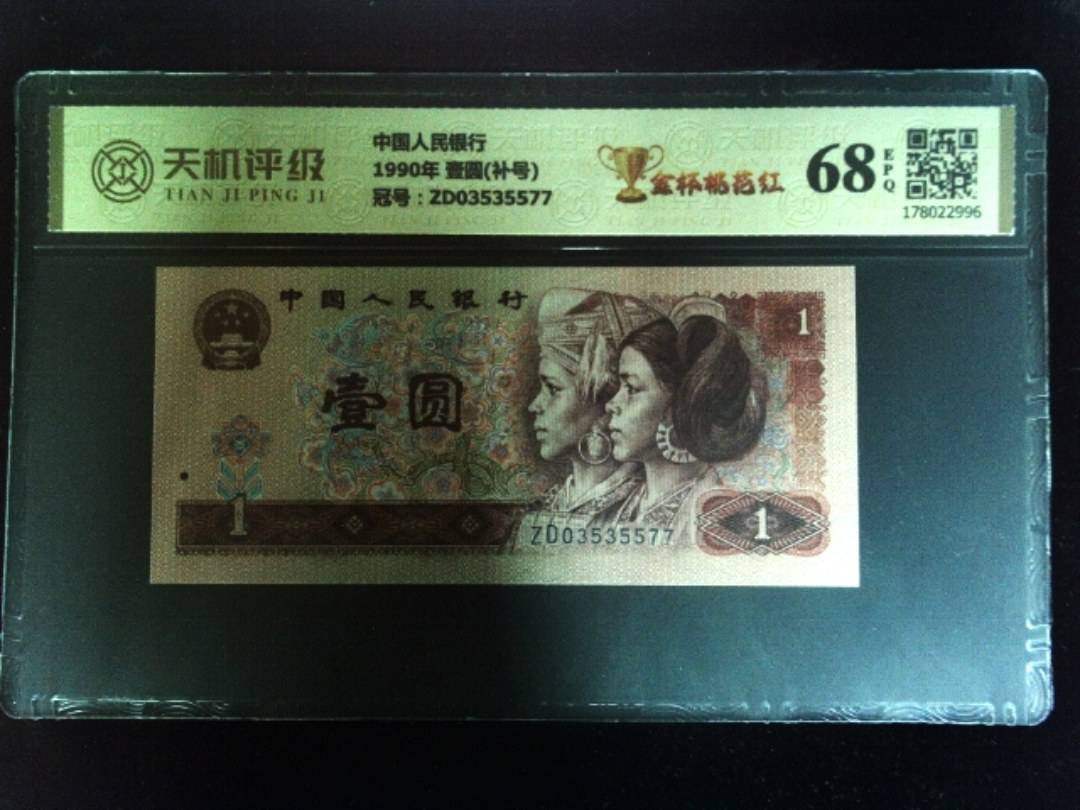 天机评级
TIAN JI PING JI
中国人民银行
1990年 壹圆(补号)
冠号：ZD03535577
金杯桃花红
68
EPQ
178022996
中国人民银行
1
壹圆
1
ZD03535577
1